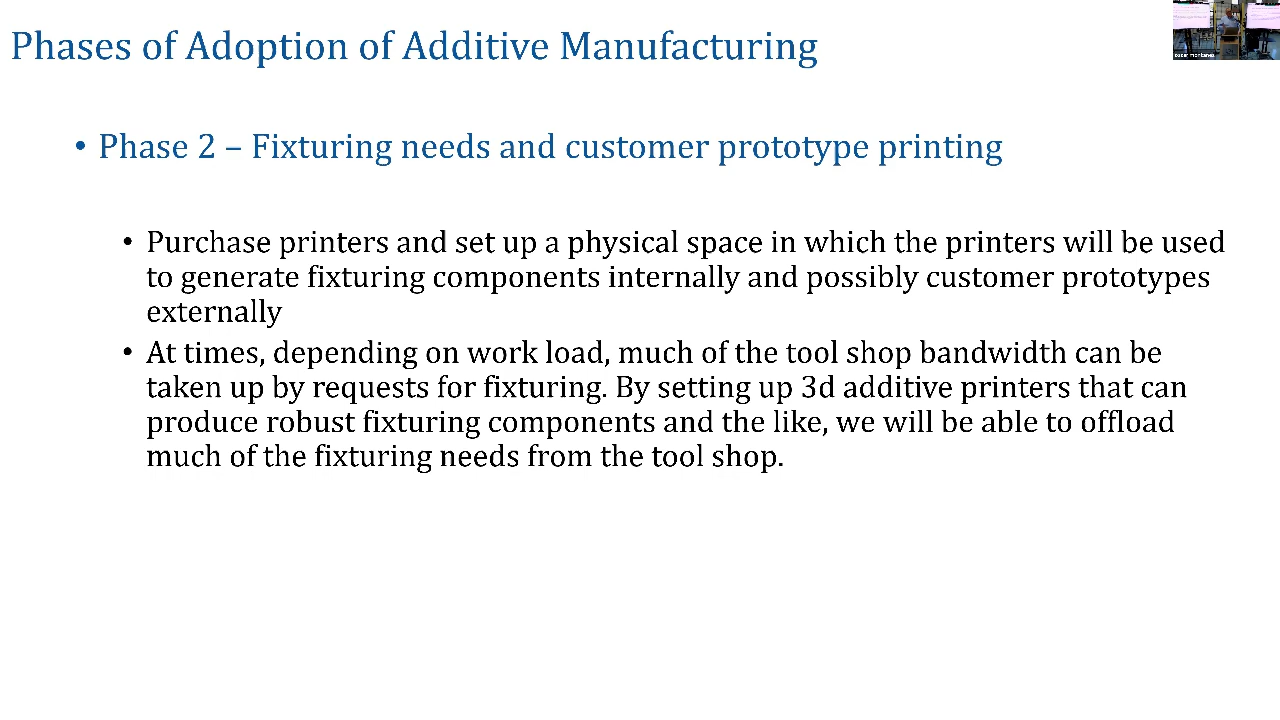 Phases of Adoption of Additive Manufacturing
• Phase 2 – Fixturing needs and customer prototype printing
• Purchase printers and set up a physical space in which the printers will be used
to generate fixturing components internally and possibly customer prototypes
externally
• At times, depending on work load, much of the tool shop bandwidth can be
taken up by requests for fixturing. By setting up 3d additive printers that can
produce robust fixturing components and the like, we will be able to offload
much of the fixturing needs from the tool shop.